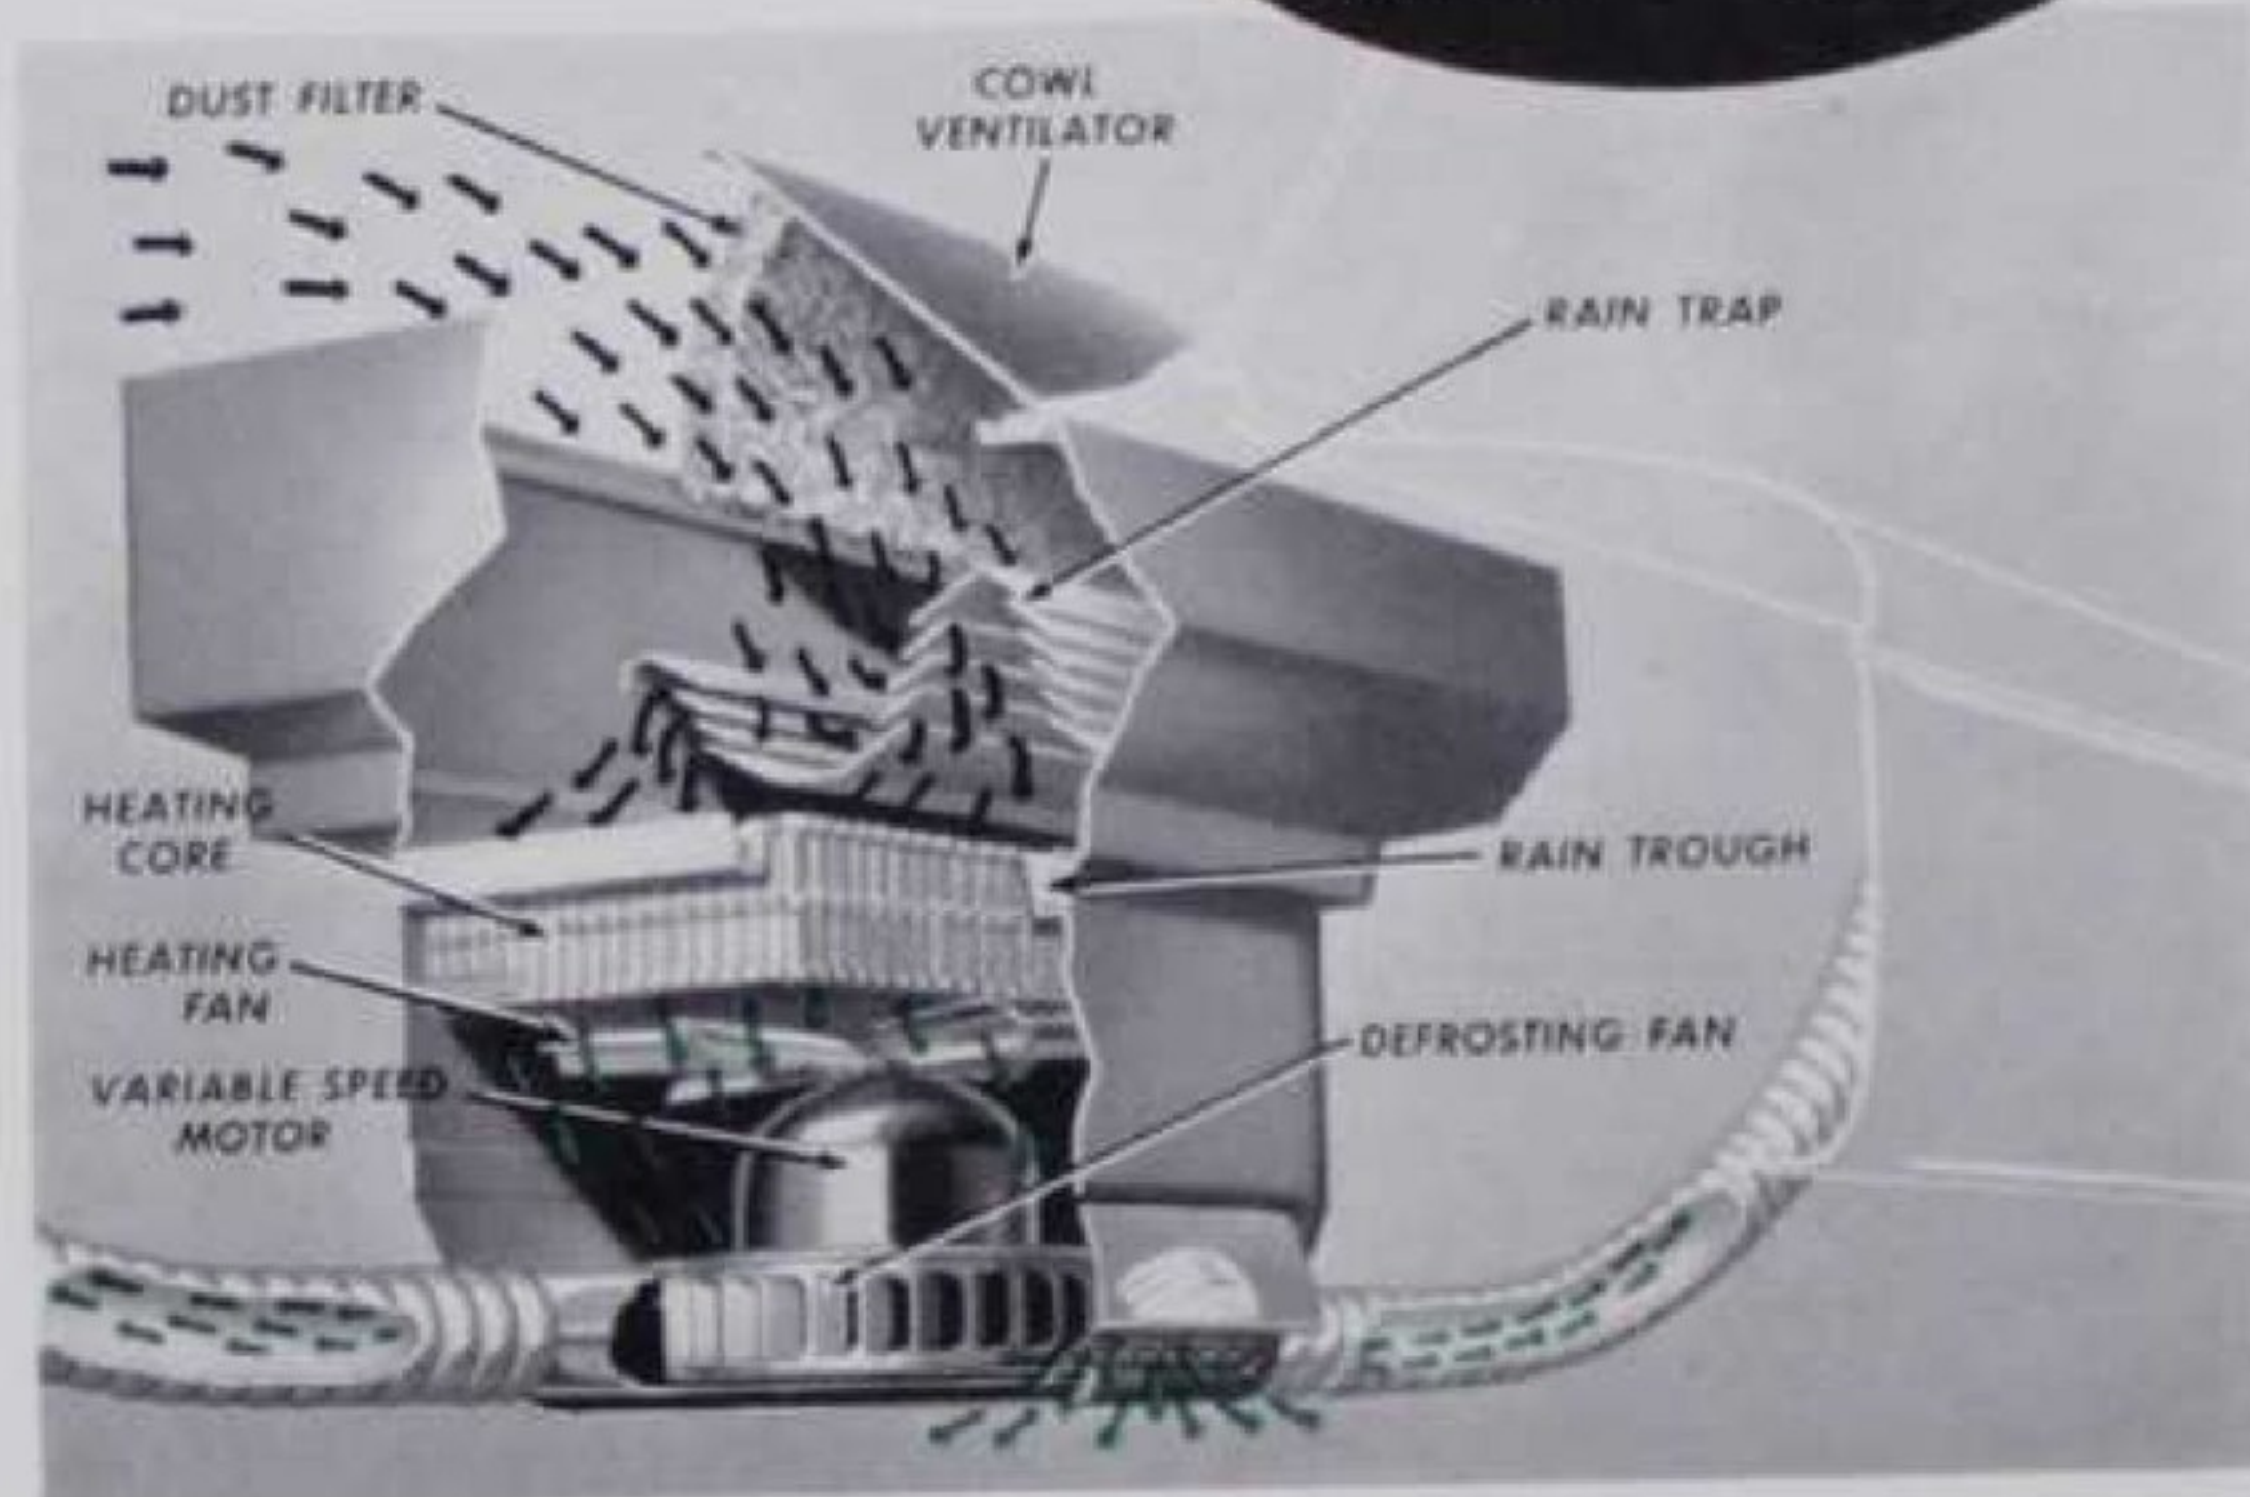 DUST FILTER
COWL
VENTILATOR
RAIN TRAP
HEATING
CORE
RAIN TROUGH
HEATING
FAN
DEFROSTING FAN
VARIABLE SPEED
MOTOR